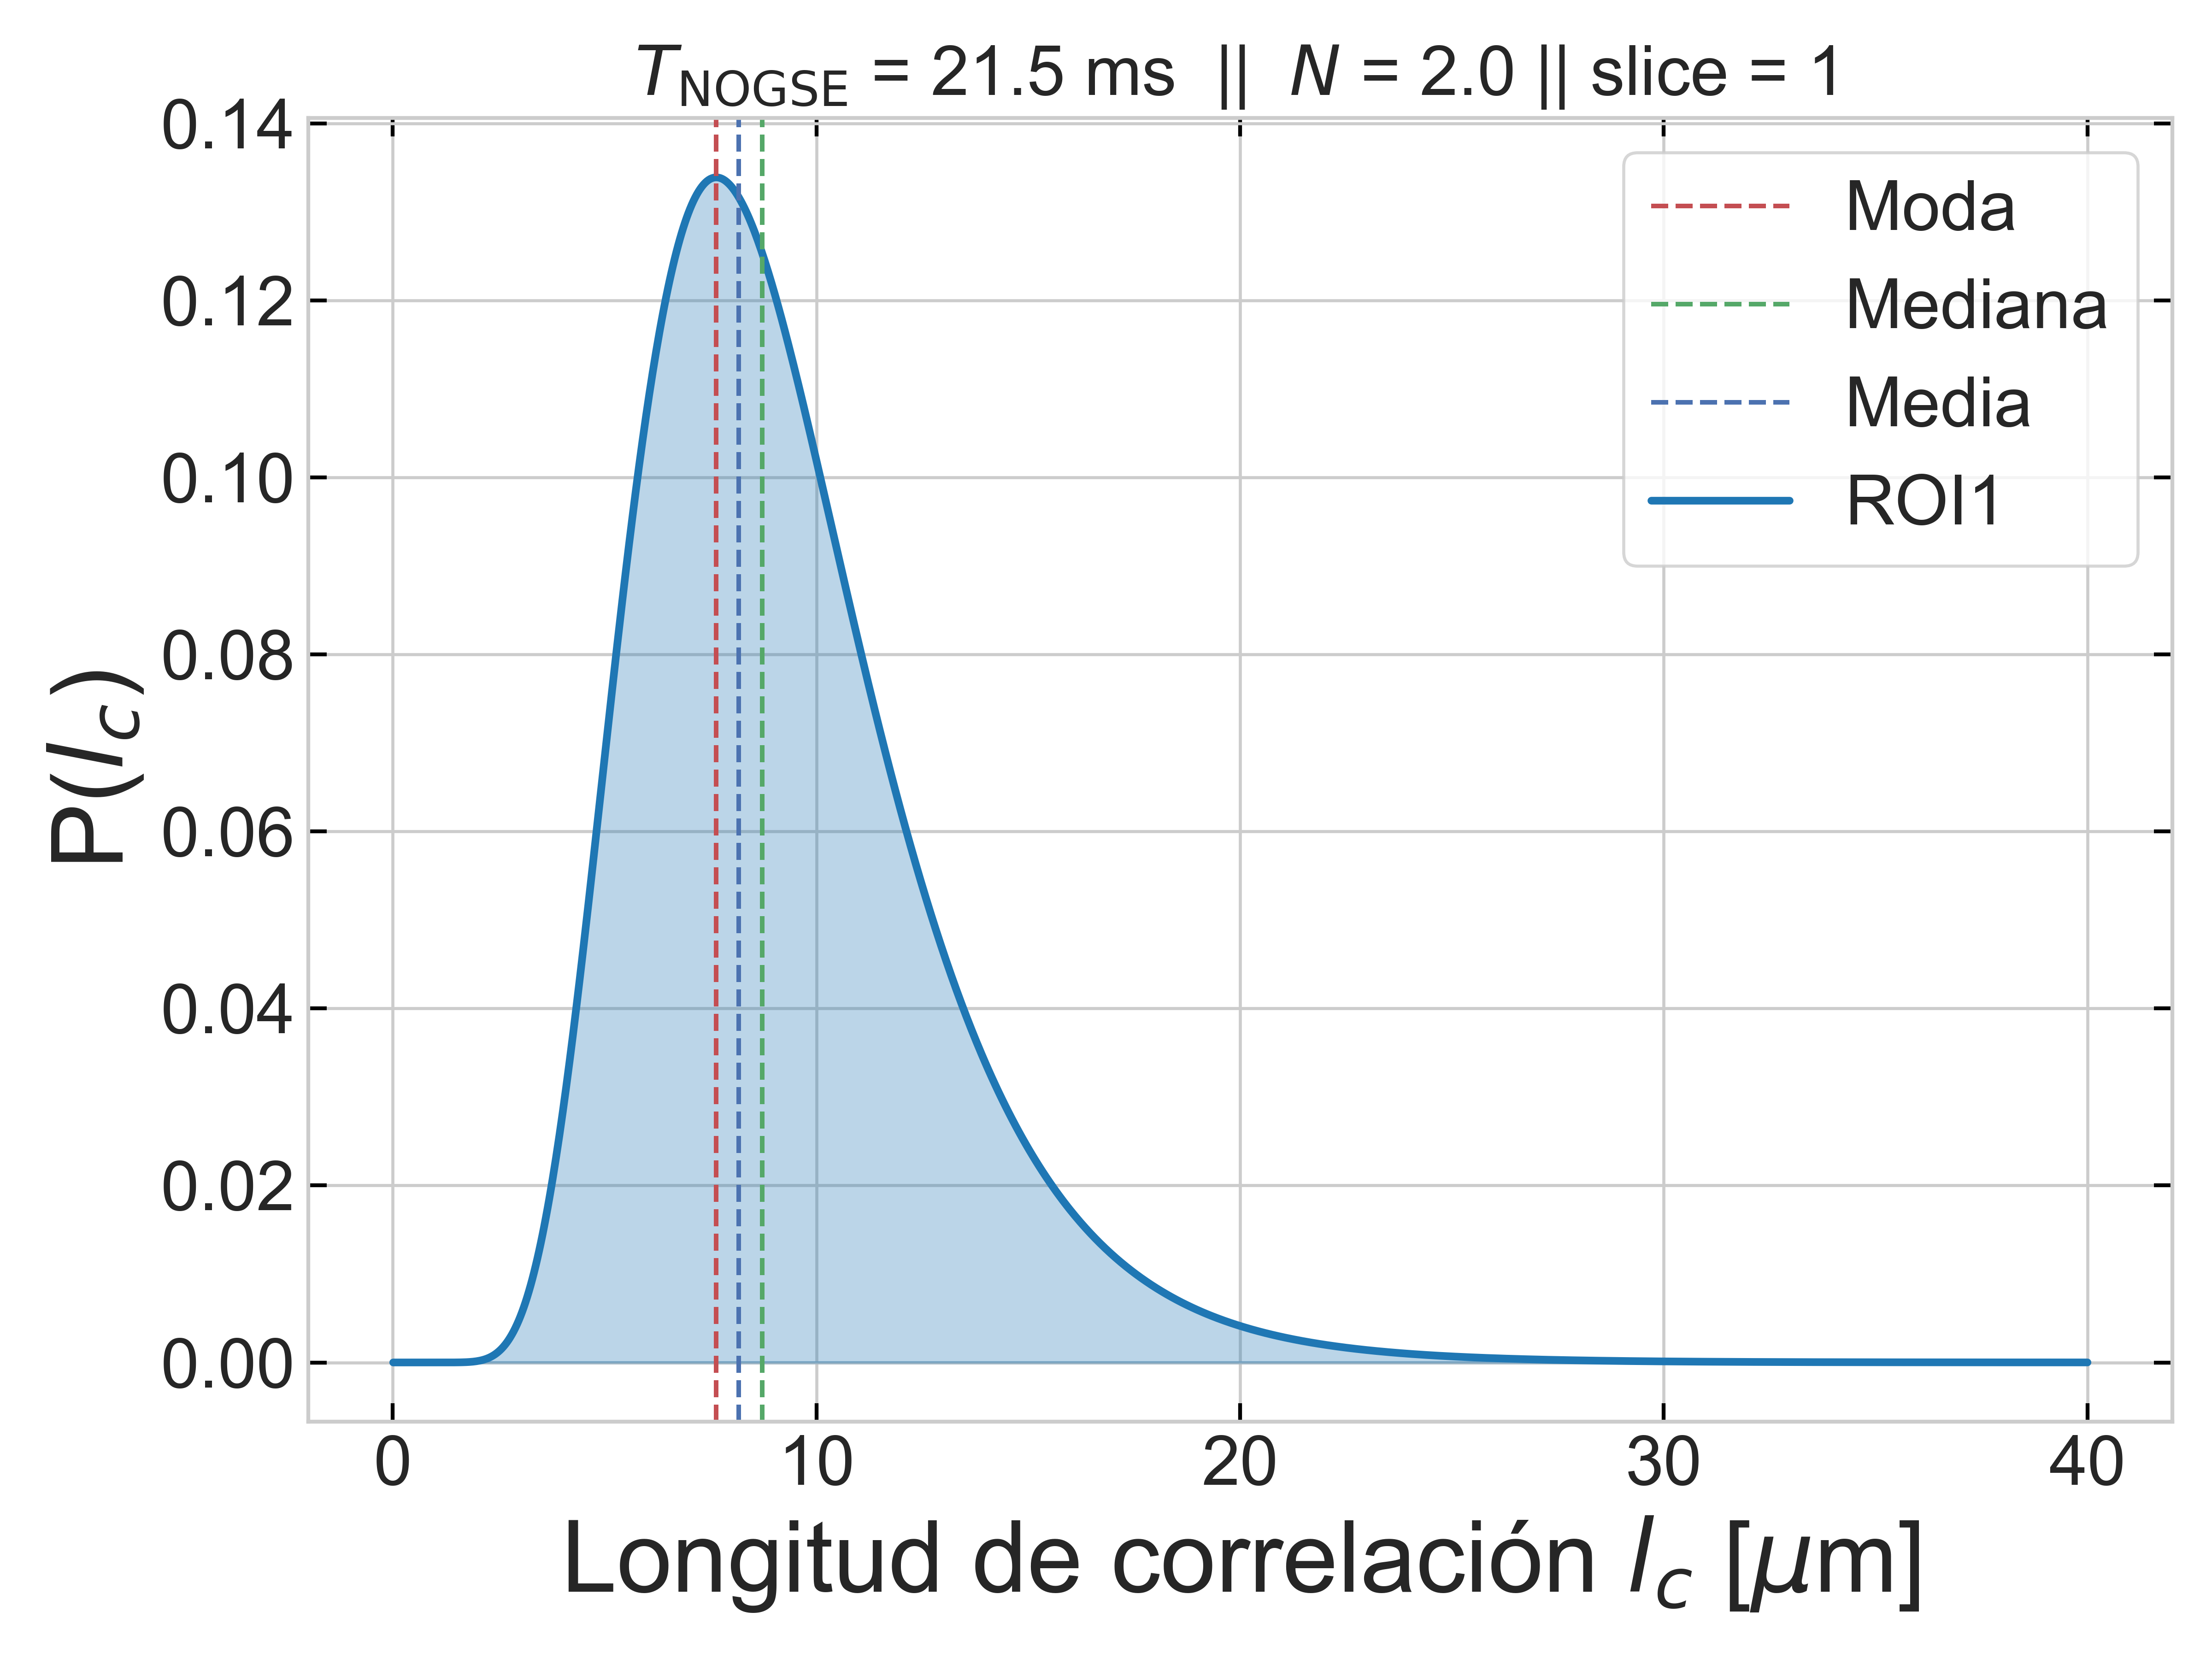 T_NOGSE = 21.5 ms || N = 2.0 || slice = 1
0.14
0.12
0.10
0.08
0.06
0.04
0.02
0.00
P(l_c)
Moda
Mediana
Media
ROI1
0 10 20 30 40
Longitud de correlación l_c [μm]